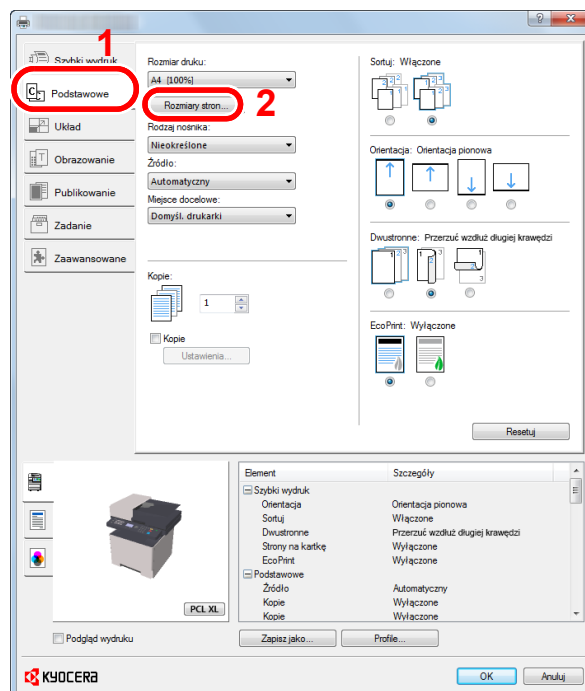 1
Szybki wydruk
Podstawowe
Układ
Obrazowanie
Publikowanie
Zadanie
Zaawansowane
Rozmiar druku:
A4 [100%]
Rozmiary stron...
2
Rodzaj nośnika:
Nieokreślone
Źródło:
Automatyczny
Miejsce docelowe:
Domyśl. drukarki
Kopie:
1
Kopie
Ustawienia...
Sortuj: Włączone
Orientacja: Orientacja pionowa
Dwustronne: Przerzuć wzdłuż długiej krawędzi
EcoPrint: Wyłączone
Resetuj
PCL XL
Podgląd wydruku
Element Szczegóły
Szybki wydruk
Orientacja Orientacja pionowa
Sortuj Włączone
Dwustronne Przerzuć wzdłuż długiej krawędzi
Strony na kartkę Wyłączone
EcoPrint Wyłączone
Podstawowe
Źródło Automatyczny
Kopie Wyłączone
Kopie Wyłączone
Zapisz jako... Profile...
KYOCERA
OK Anuluj